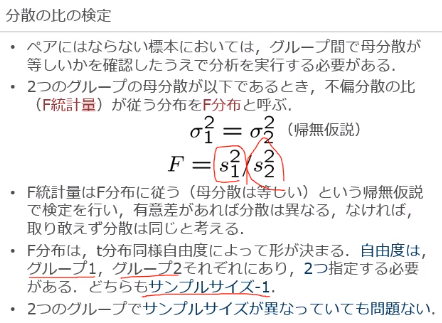 分散の比の検定
• ペアにはならない標本においては，グループ間で母分散が
等しいかを確認したうえで分析を実行する必要がある．
• 2つのグループの母分散が以下であるとき，不偏分散の比
（F統計量）が従う分布をF分布と呼ぶ．
σ₁² = σ₂²（帰無仮説）
F = s₁²/s₂²
• F統計量はF分布に従う（母分散は等しい）という帰無仮説
で検定を行い，有意差があれば分散は異なる，なければ，
取り敢えず分散は同じと考える．
• F分布は，t分布同様自由度によって形が決まる．自由度は，
グループ1，グループ2それぞれにあり，2つ指定する必要
がある．どちらもサンプルサイズ-1．
• 2つのグループでサンプルサイズが異なっていても問題ない．